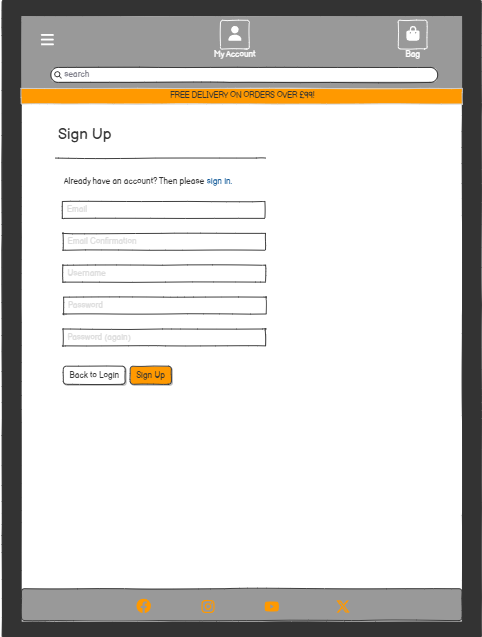 My Account
Bag
search
FREE DELIVERY ON ORDERS OVER £99!
Sign Up
Already have an account? Then please sign in.
Email
Email Confirmation
Username
Password
Password (again)
Back to Login
Sign Up